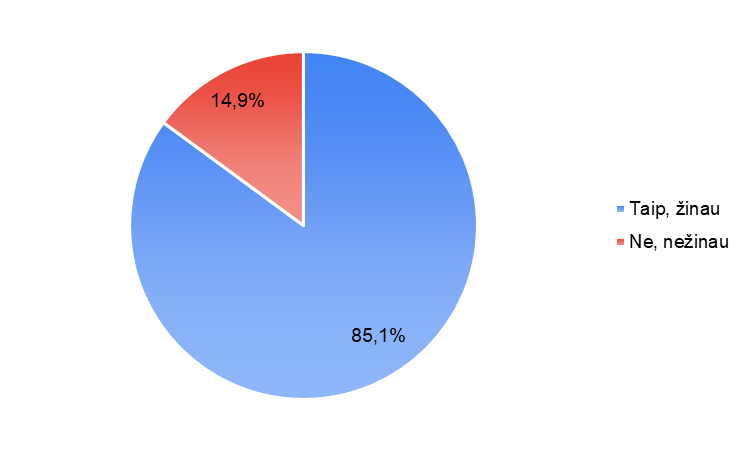 14,9%
85,1%
Taip, žinau
Ne, nežinau